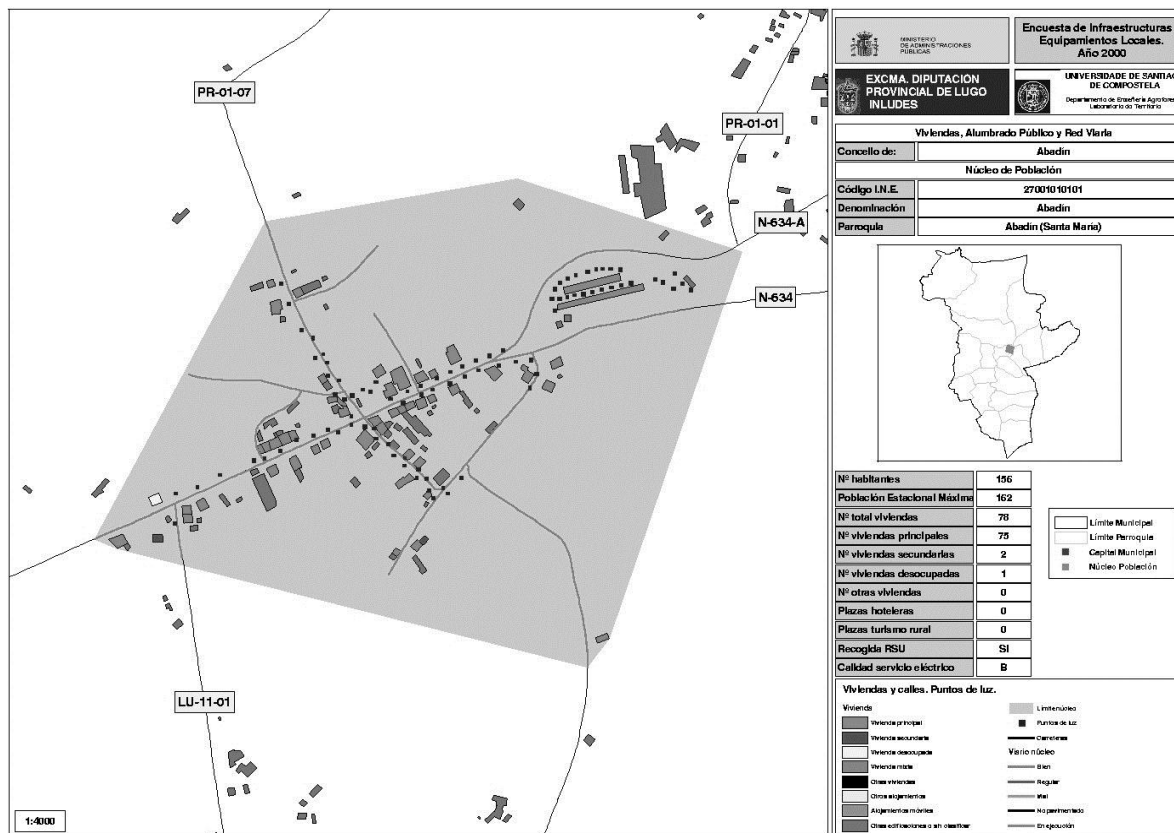 PR-01-07
PR-01-01
N-634-A
N-634
LU-11-01
1:4000
MINISTERIO
DE ADMINISTRACIONES
PÚBLICAS
Encuesta de Infraestructuras
Equipamientos Locales.
Año 2000
EXCMA. DIPUTACIÓN
PROVINCIAL DE LUGO
INLUDES
UNIVERSIDADE DE SANTIA
DE COMPOSTELA
Viviendas, Alumbrado Público y Red Viaria
Concello de: Abadín
Núcleo de Población
Código I.N.E. 27001010101
Denominación Abadín
Parroquia Abadín (Santa María)
Nº habitantes 156
Población Estacional Máxima 162
Nº total viviendas 78
Nº viviendas principales 75
Nº viviendas secundarias 2
Nº viviendas desocupadas 1
Nº otras viviendas 0
Plazas hoteleras 0
Plazas turismo rural 0
Recogida RSU SI
Calidad servicio eléctrico B
Límite Municipal
Límite Parroquia
Capital Municipal
Núcleo Población
Viviendas y calles. Puntos de luz.
Vivienda
Vivienda principal
Vivienda secundaria
Vivienda desocupada
Vivienda mixta
Otras viviendas
Otros alojamientos
Alojamientos móviles
Otras edificaciones o sin clasificar
Límite núcleo
Puntos de luz
Carreteras
Viario núcleo
Bien
Regular
Mal
No pavimentado
En ejecución